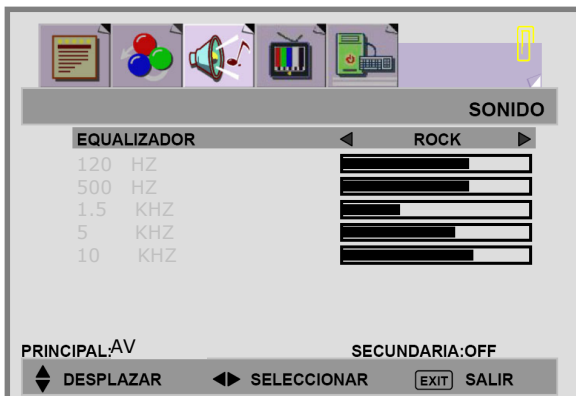 SONIDO
EQUALIZADOR ROCK
120 HZ
500 HZ
1.5 KHZ
5 KHZ
10 KHZ
PRINCIPAL:AV SECUNDARIA:OFF
DESPLAZAR SELECCIONAR EXIT SALIR